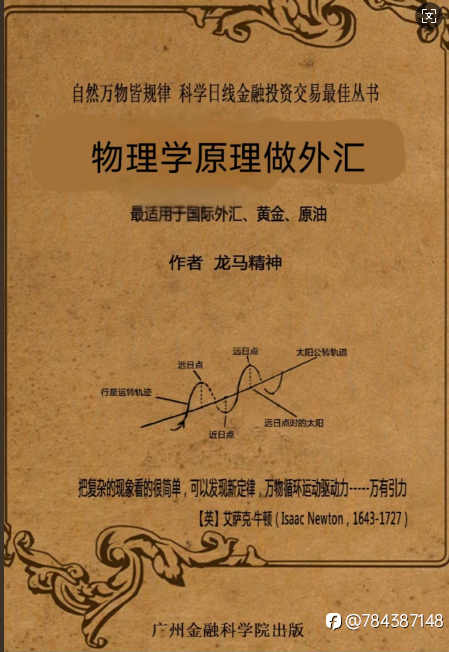 自然万物皆规律 科学日线金融投资交易最佳丛书
物理学原理做外汇
最适用于国际外汇、黄金、原油
作者 龙马精神
远日点
远日点
太阳公转轨道
行星运转轨迹
近日点
远日点时的太阳
把复杂的现象看的很简单，可以发现新定律，万物循环运动驱动力-----万有引力
【英】艾萨克·牛顿（Isaac Newton，1643-1727）
@784387148
广州金融科学院出版